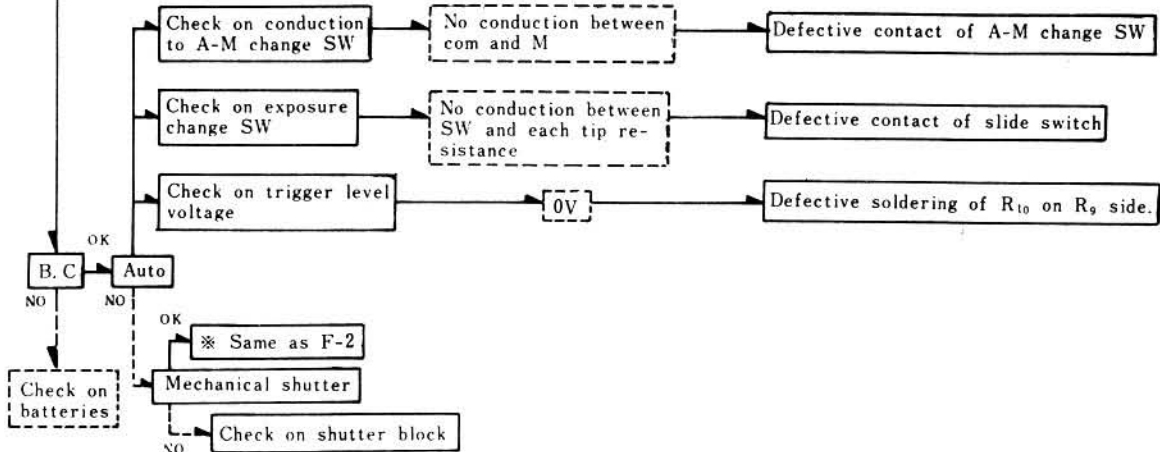 Check on conduction
to A-M change SW
No conduction between
com and M
Defective contact of A-M change SW
Check on exposure
change SW
No conduction between
SW and each tip re-
sistance
Defective contact of slide switch
Check on trigger level
voltage
0V
Defective soldering of R₁₀ on R₉ side.
OK
B.C
Auto
NO
NO
OK
※ Same as F-2
Check on
batteries
Mechanical shutter
NO
Check on shutter block